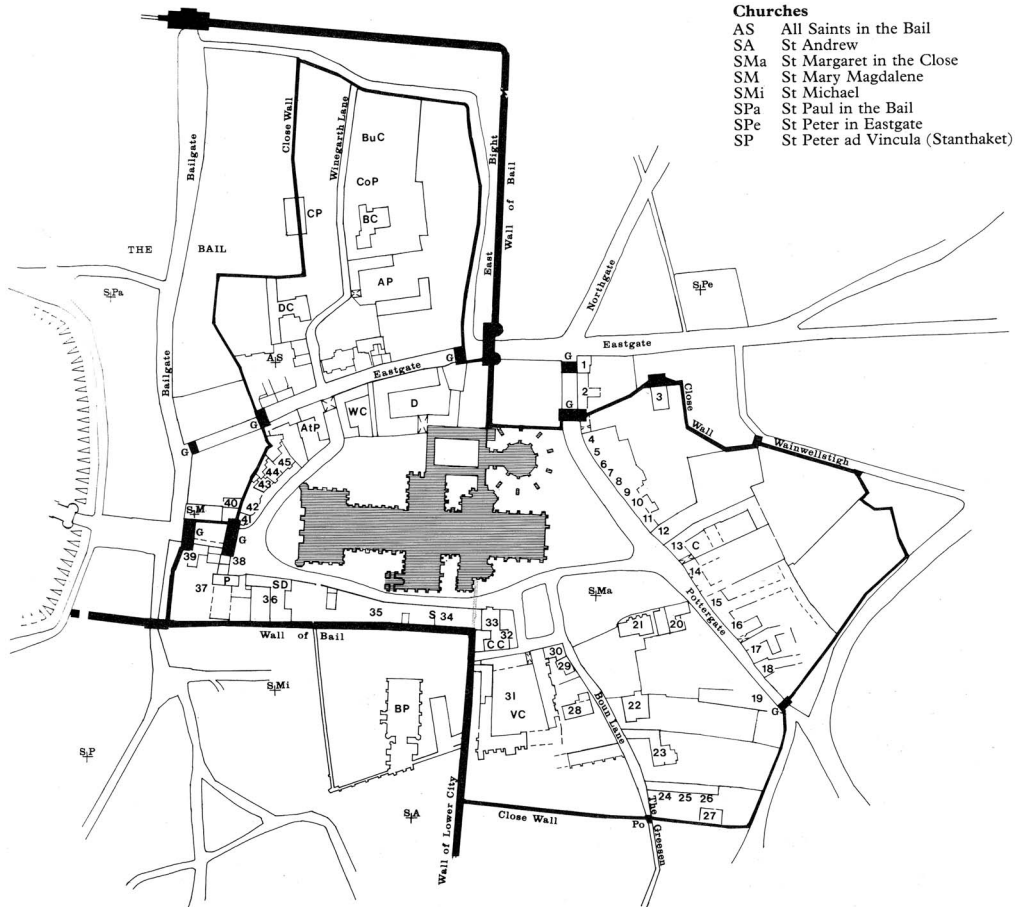 Churches
AS All Saints in the Bail
SA St Andrew
SMa St Margaret in the Close
SM St Mary Magdalene
SMi St Michael
SPa St Paul in the Bail
SPe St Peter in Eastgate
SP St Peter ad Vincula (Stanthaket)
Bailgate
Close Wall
Winegarth Lane
BuC
CoP
BC
CP
AP
East Bight
Wall of Bail
THE BAIL
SPa
DC
AS
Northgate
SPe
Eastgate
Bailgate
Eastgate
G
G
G
G
G
1
2
3
Close Wall
Wainwellstigh
AtP
WC
D
4
5
6
7
8
9
10
11
12
13 C
14
15
16
17
18
19
G
Pottergate
45
44
43
42
41
40
SM
G
G
39
38
37
P
SD
36
35
S 34
33
32
CC
SMa
21
20
Wall of Bail
30
29
31
VC
28
Boun Lane
22
23
24 25 26
27
SMi
BP
SP
SA
Wall of Lower City
Close Wall
Po
The Greesen